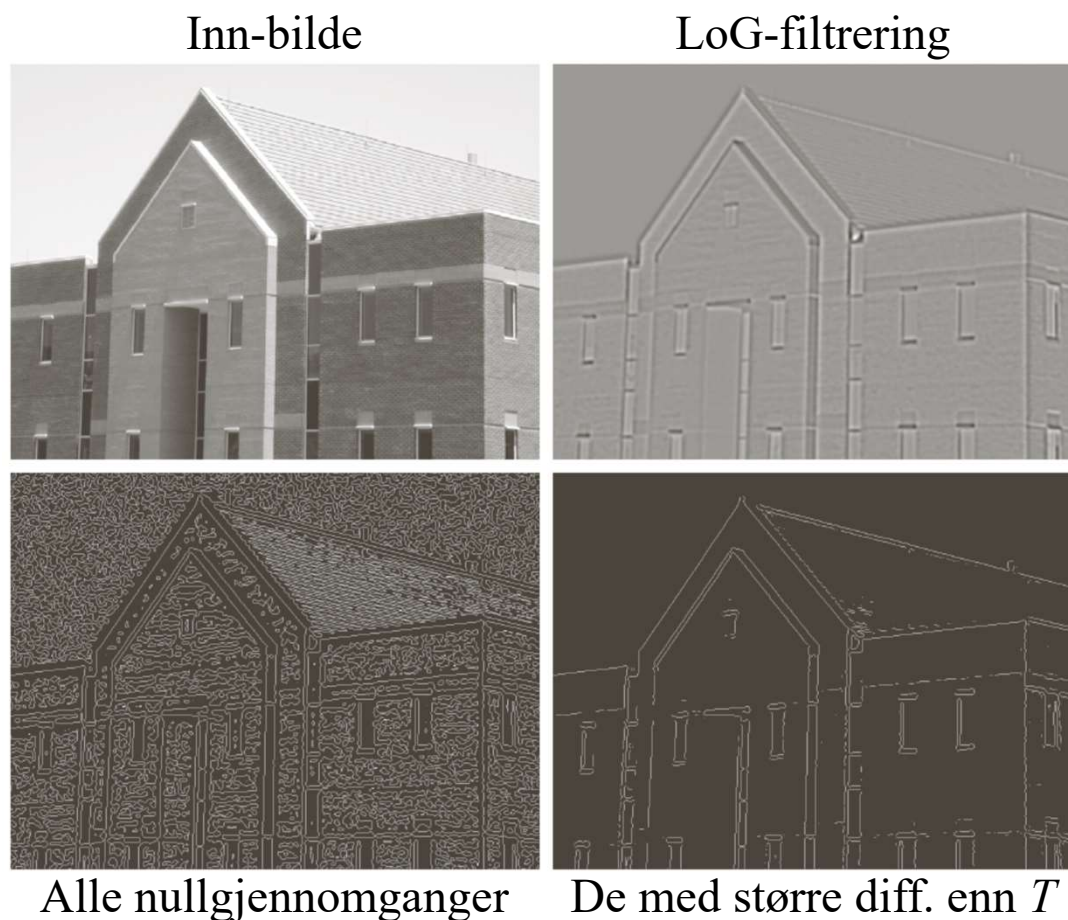 Inn-bilde
LoG-filtrering
Alle nullgjennomganger
De med større diff. enn T